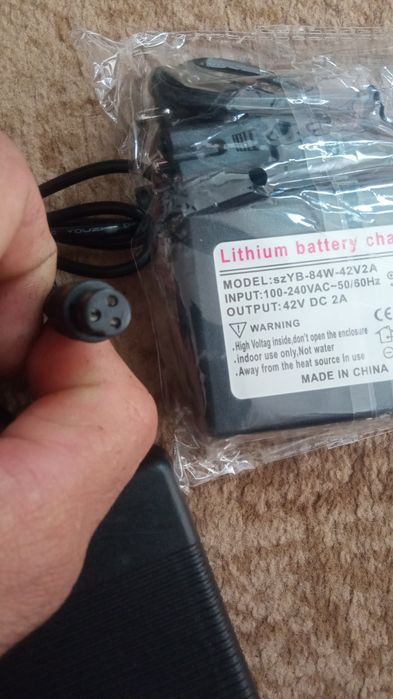 Lithium battery cha
MODEL:szYB-84W-42V2A
INPUT:100-240VAC~50/60Hz
OUTPUT:42V DC 2A
WARNING
.High Voltag inside,don't open the enclosure
.indoor use only,Not water
.Away from the heat source In use
MADE IN CHINA